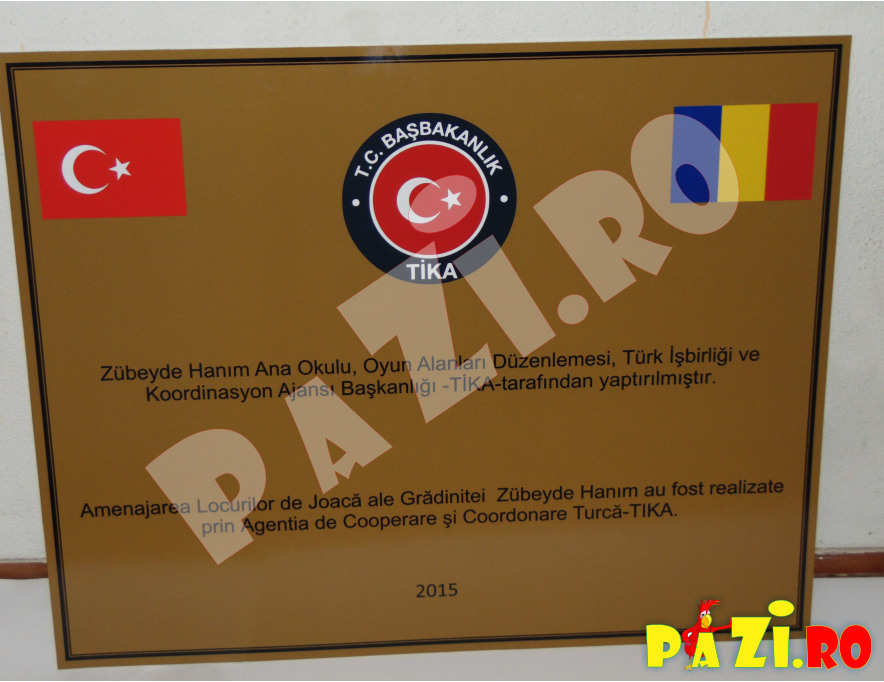 T.C. BAŞBAKANLIK
TİKA
PAZI.RO
Zübeyde Hanım Ana Okulu, Oyun Alanları Düzenlemesi, Türk İşbirliği ve
Koordinasyon Ajansı Başkanlığı -TİKA-tarafından yaptırılmıştır.
Amenajarea Locurilor de Joacă ale Grădinitei Zübeyde Hanım au fost realizate
prin Agentia de Cooperare şi Coordonare Turcă-TIKA.
2015
PAZI.RO